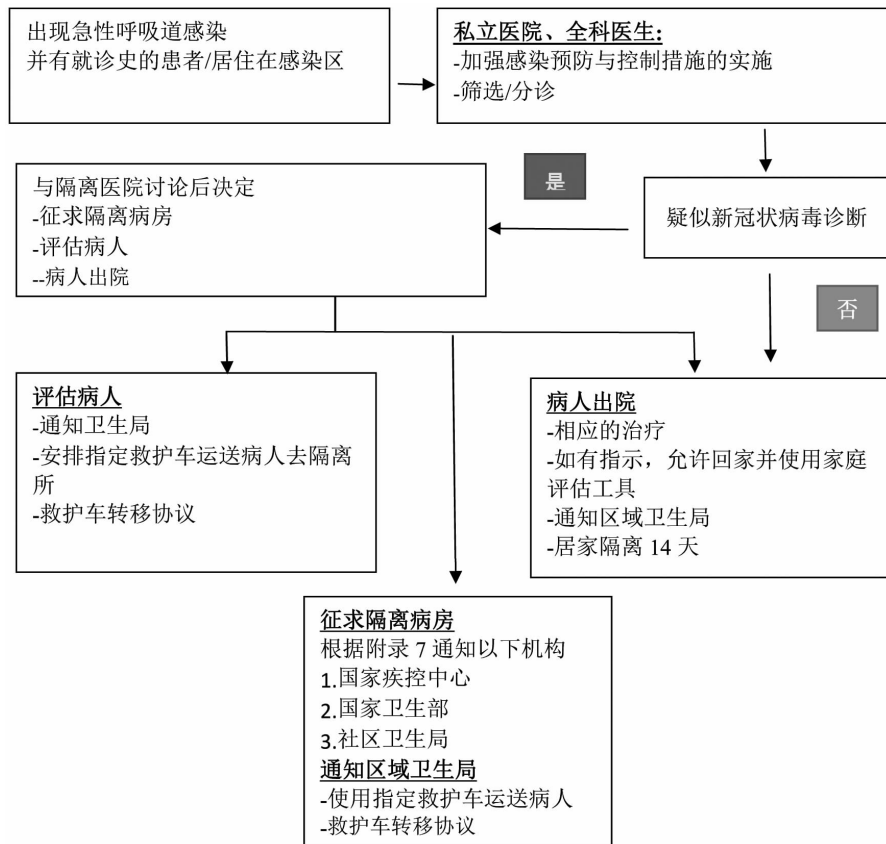 出现急性呼吸道感染
并有就诊史的患者/居住在感染区
私立医院、全科医生:
-加强感染预防与控制措施的实施
-筛选/分诊
是
疑似新冠状病毒诊断
与隔离医院讨论后决定
-征求隔离病房
-评估病人
--病人出院
否
评估病人
-通知卫生局
-安排指定救护车运送病人去隔离
所
-救护车转移协议
病人出院
-相应的治疗
-如有指示，允许回家并使用家庭
评估工具
-通知区域卫生局
-居家隔离 14 天
征求隔离病房
根据附录 7 通知以下机构
1.国家疾控中心
2.国家卫生部
3.社区卫生局
通知区域卫生局
-使用指定救护车运送病人
-救护车转移协议